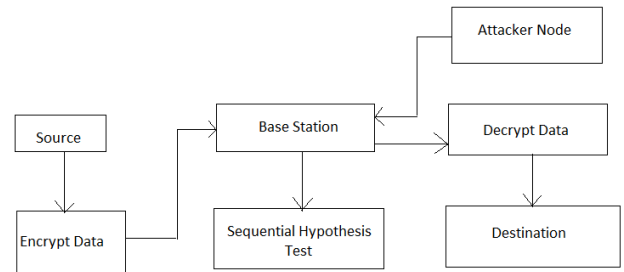 Attacker Node
Source
Base Station
Decrypt Data
Encrypt Data
Sequential Hypothesis
Test
Destination